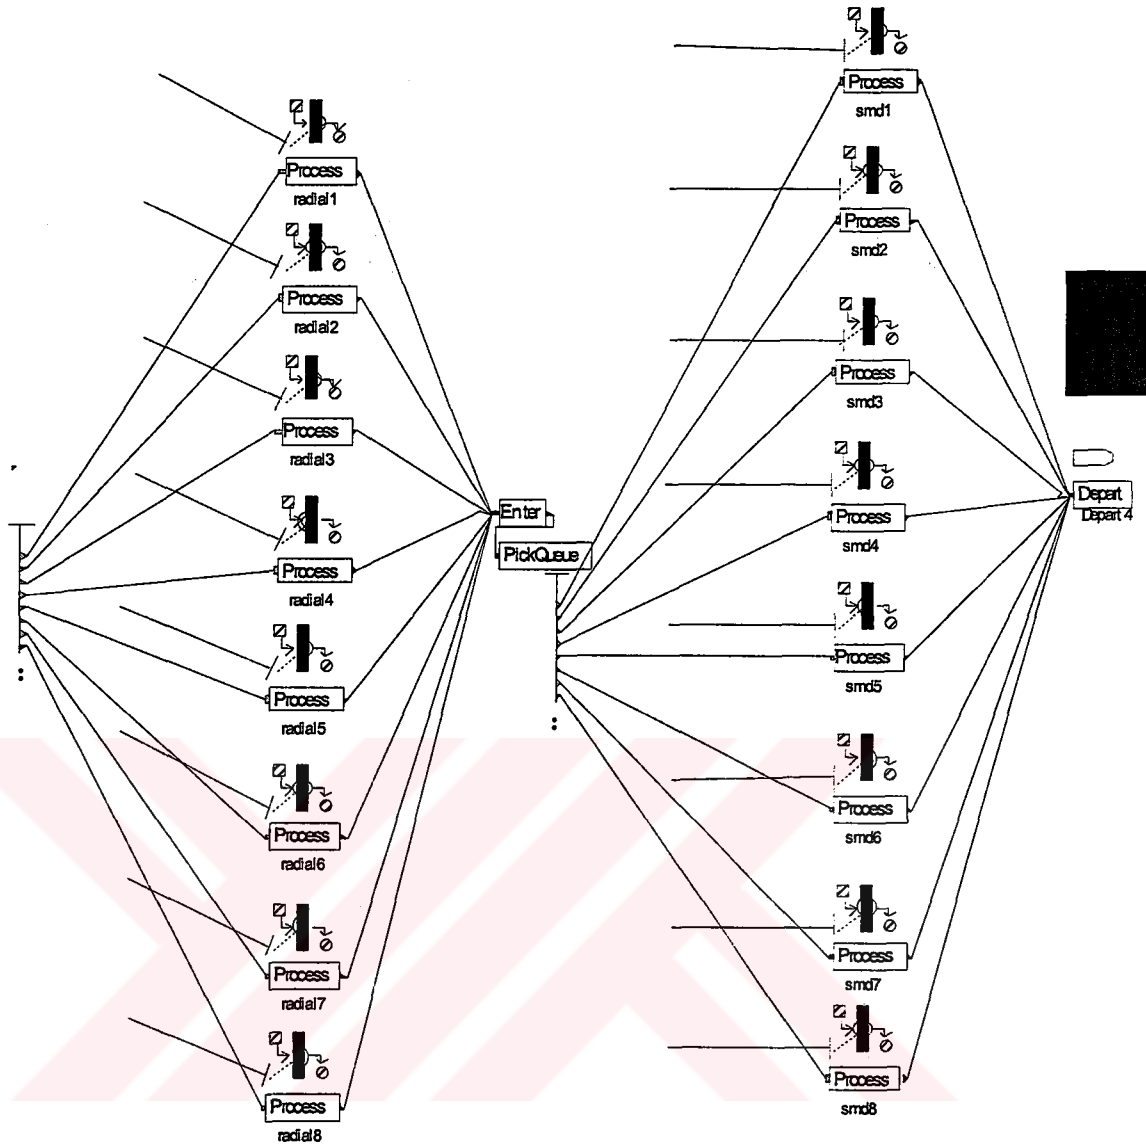 Process
radial1
Process
radial2
Process
radial3
Process
radial4
Process
radial5
Process
radial6
Process
radial7
Process
radial8
Enter
PickQueue
Process
smd1
Process
smd2
Process
smd3
Process
smd4
Process
smd5
Process
smd6
Process
smd7
Process
smd8
Depart
Depart 4